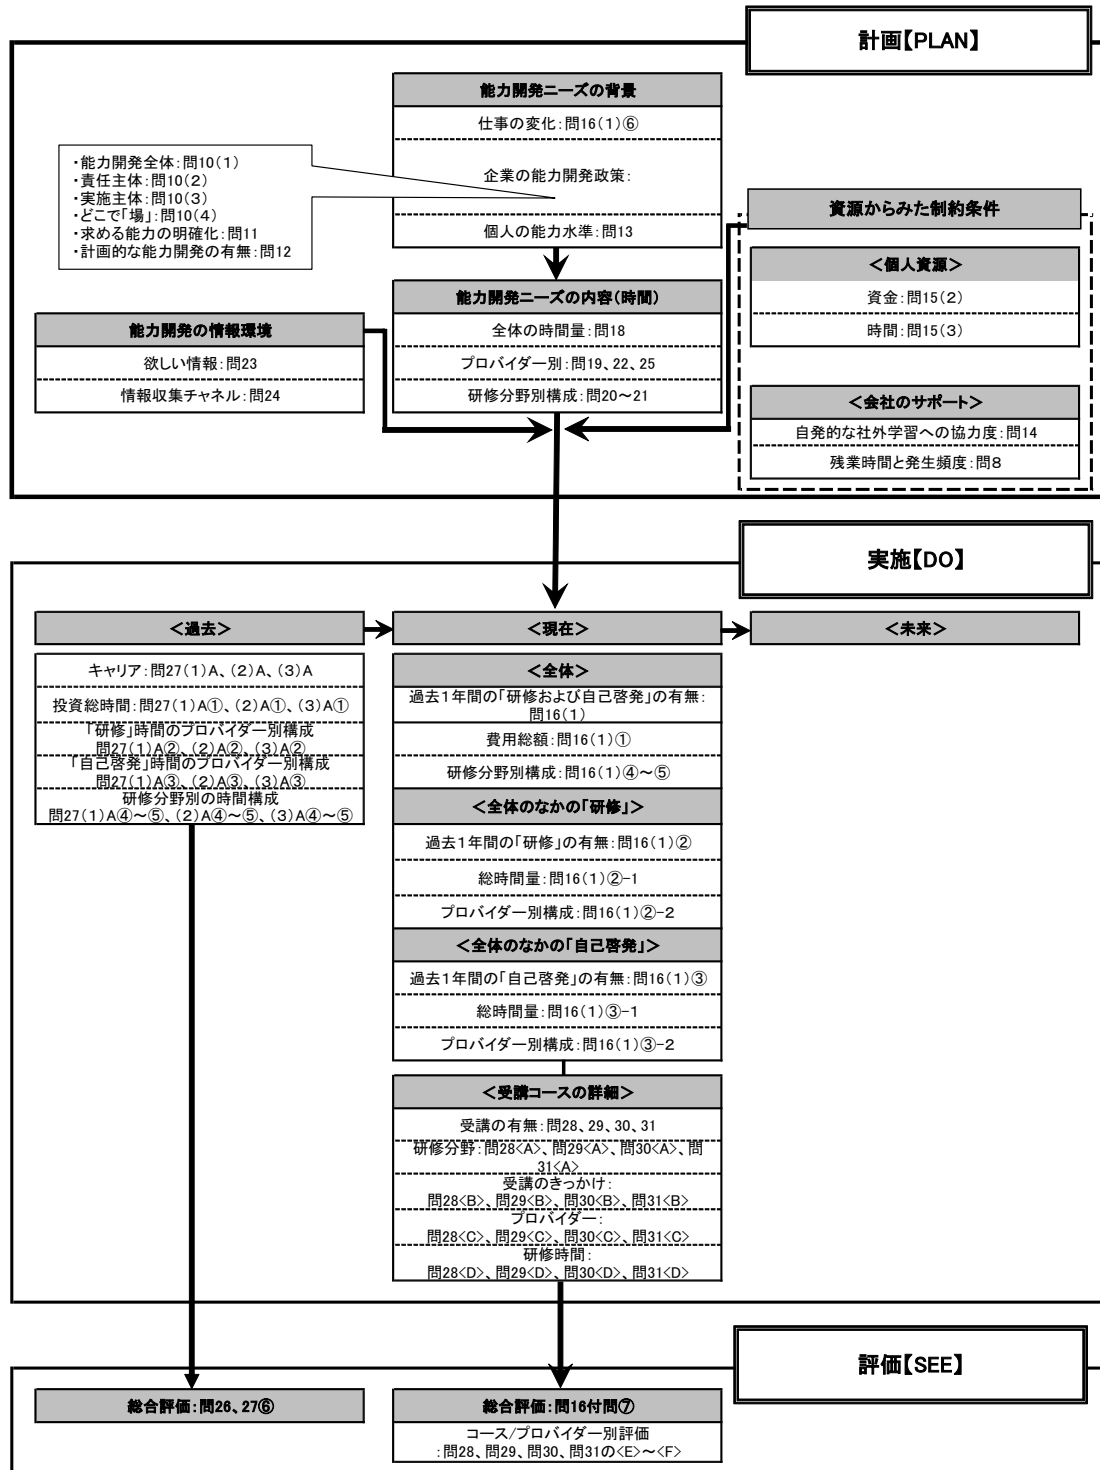 計画【PLAN】
能力開発ニーズの背景
仕事の変化:問16(1)⑥
企業の能力開発政策:
個人の能力水準:問13
・能力開発全体:問10(1)
・責任主体:問10(2)
・実施主体:問10(3)
・どこで「場」:問10(4)
・求める能力の明確化:問11
・計画的な能力開発の有無:問12
資源からみた制約条件
＜個人資源＞
資金:問15(2)
時間:問15(3)
＜会社のサポート＞
自発的な社外学習への協力度:問14
残業時間と発生頻度:問8
能力開発ニーズの内容(時間)
全体の時間量:問18
プロバイダー別:問19、22、25
研修分野別構成:問20～21
能力開発の情報環境
欲しい情報:問23
情報収集チャネル:問24
実施【DO】
＜過去＞
＜現在＞
＜未来＞
キャリア:問27(1)A、(2)A、(3)A
投資総時間:問27(1)A①、(2)A①、(3)A①
「研修」時間のプロバイダー別構成
問27(1)A②、(2)A②、(3)A②
「自己啓発」時間のプロバイダー別構成
問27(1)A③、(2)A③、(3)A③
研修分野別の時間構成
問27(1)A④～⑤、(2)A④～⑤、(3)A④～⑤
＜全体＞
過去1年間の「研修および自己啓発」の有無:
問16(1)
費用総額:問16(1)①
研修分野別構成:問16(1)④～⑤
＜全体のなかの「研修」＞
過去1年間の「研修」の有無:問16(1)②
総時間量:問16(1)②-1
プロバイダー別構成:問16(1)②-2
＜全体のなかの「自己啓発」＞
過去1年間の「自己啓発」の有無:問16(1)③
総時間量:問16(1)③-1
プロバイダー別構成:問16(1)③-2
＜受講コースの詳細＞
受講の有無:問28、29、30、31
研修分野:問28<A>、問29<A>、問30<A>、問
31<A>
受講のきっかけ:
問28<B>、問29<B>、問30<B>、問31<B>
プロバイダー:
問28<C>、問29<C>、問30<C>、問31<C>
研修時間:
問28<D>、問29<D>、問30<D>、問31<D>
評価【SEE】
総合評価:問26、27⑥
総合評価:問16付問⑦
コース/プロバイダー別評価
:問28、問29、問30、問31の<E>～<F>